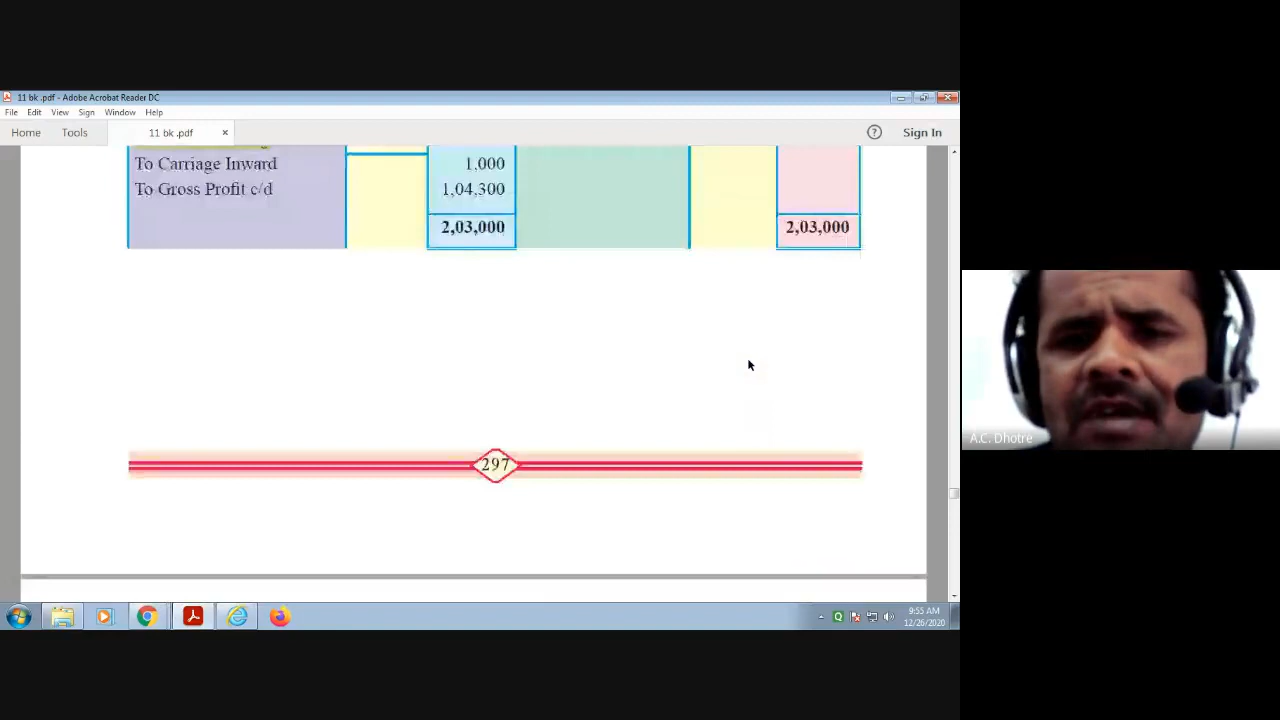 11 bk .pdf - Adobe Acrobat Reader DC
File Edit View Sign Window Help
Home Tools 11 bk .pdf × ? Sign In
To Carriage Inward 1,000
To Gross Profit c/d 1,04,300
2,03,000 2,03,000
297
A.C. Dhotre
9:55 AM
12/26/2020